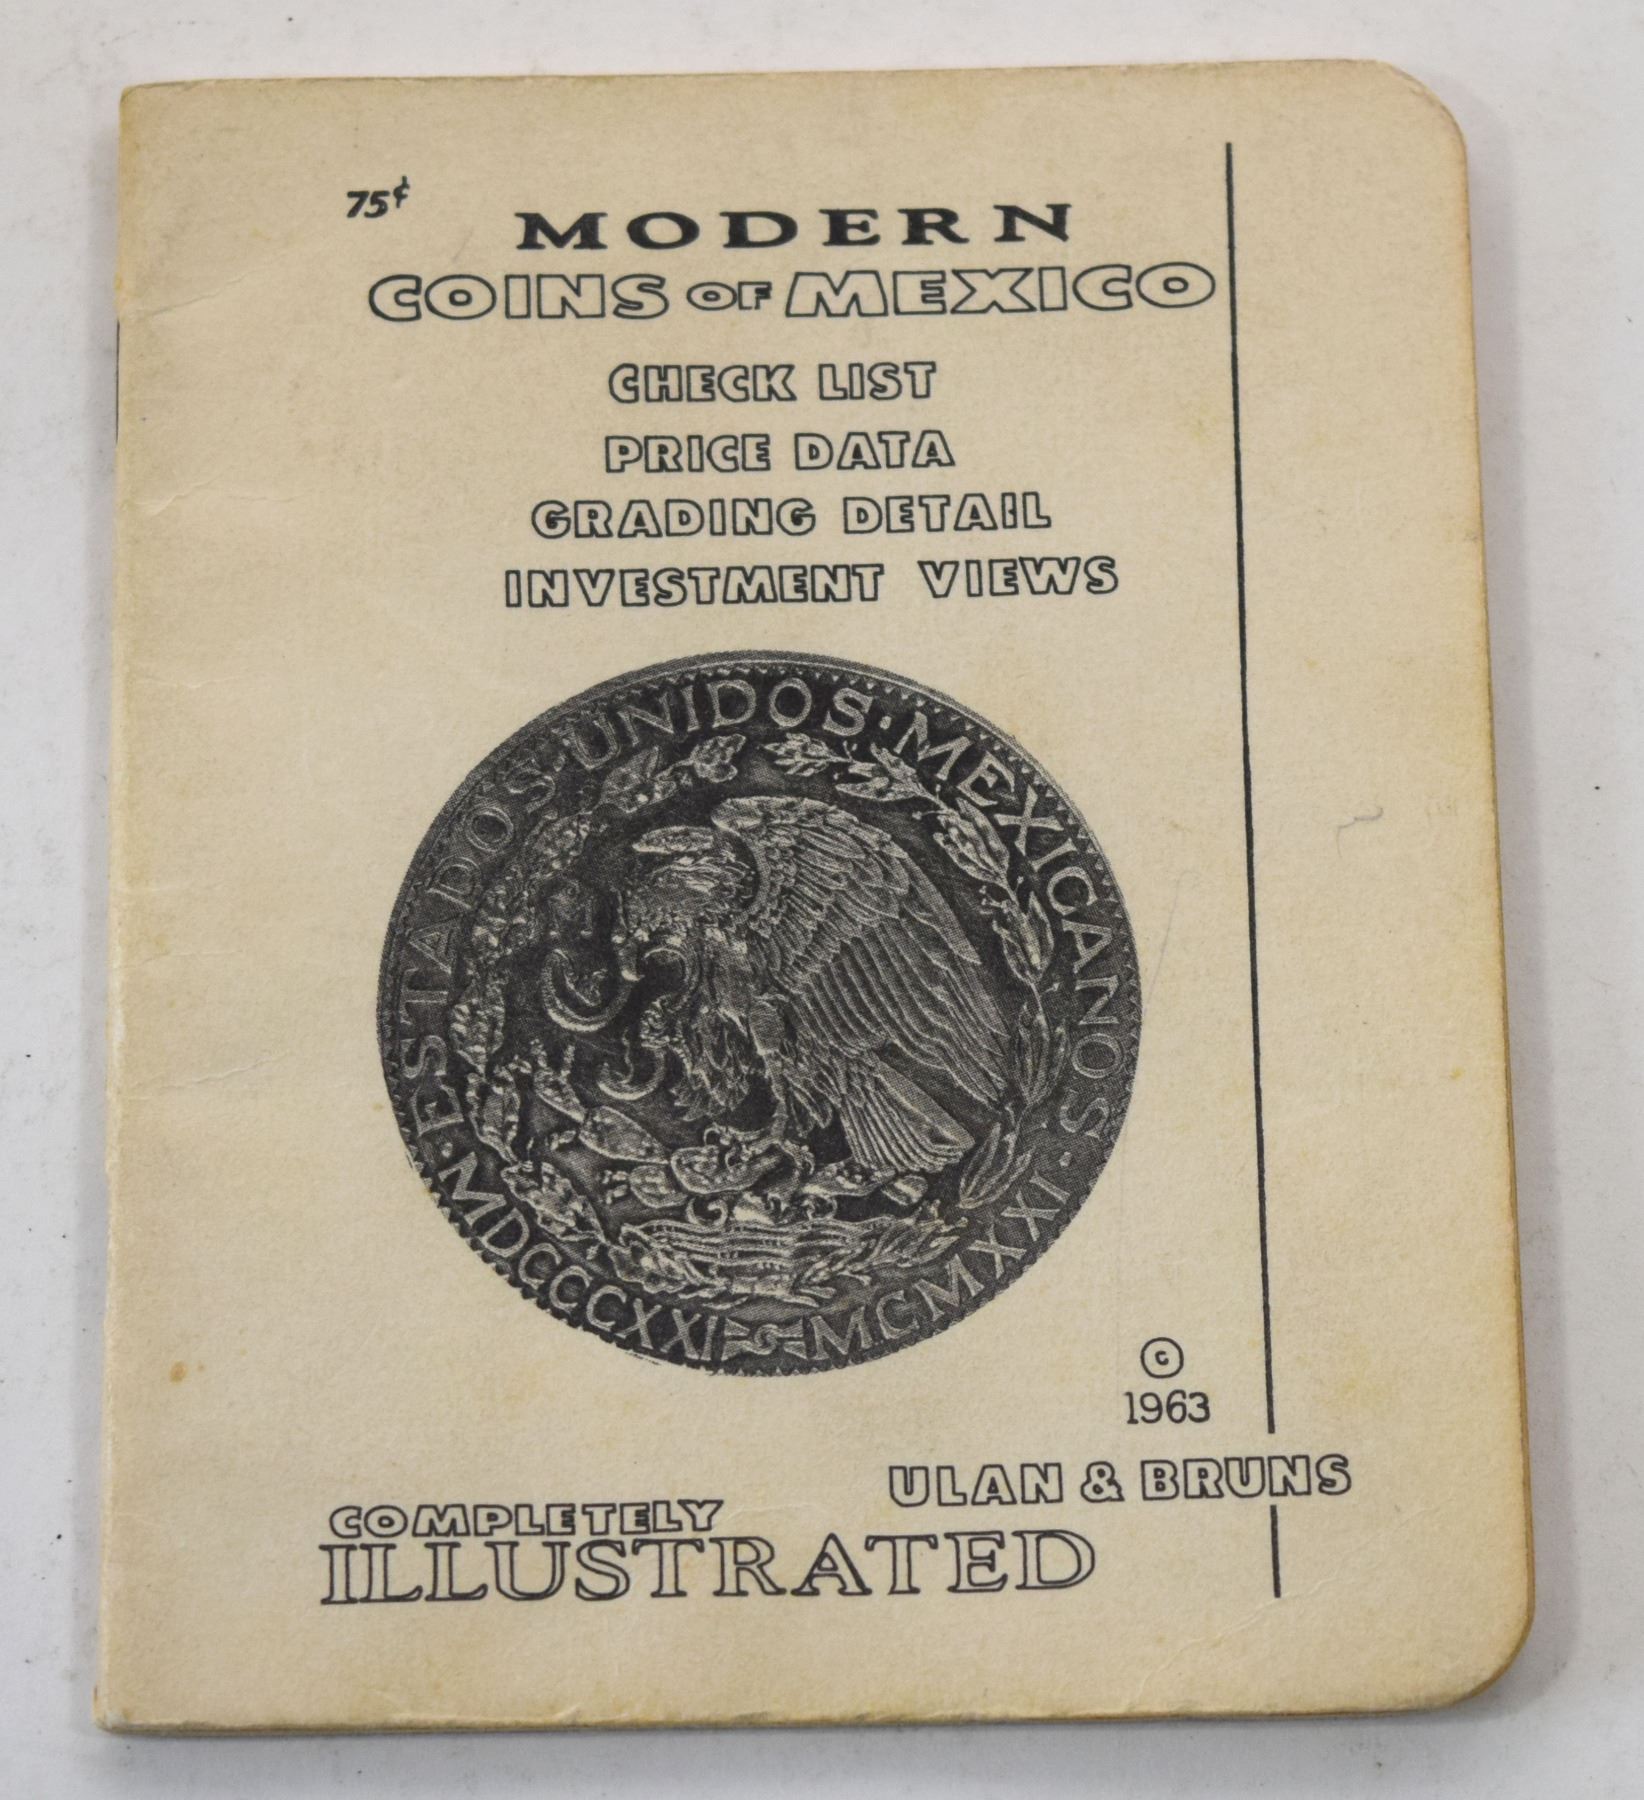 75¢
MODERN
COINS OF MEXICO
CHECK LIST
PRICE DATA
GRADING DETAIL
INVESTMENT VIEWS
·ESTADOS·UNIDOS·MEXICANOS·
MDCCCXXI MCMXXI
©
1963
ULAN & BRUNS
COMPLETELY
ILLUSTRATED